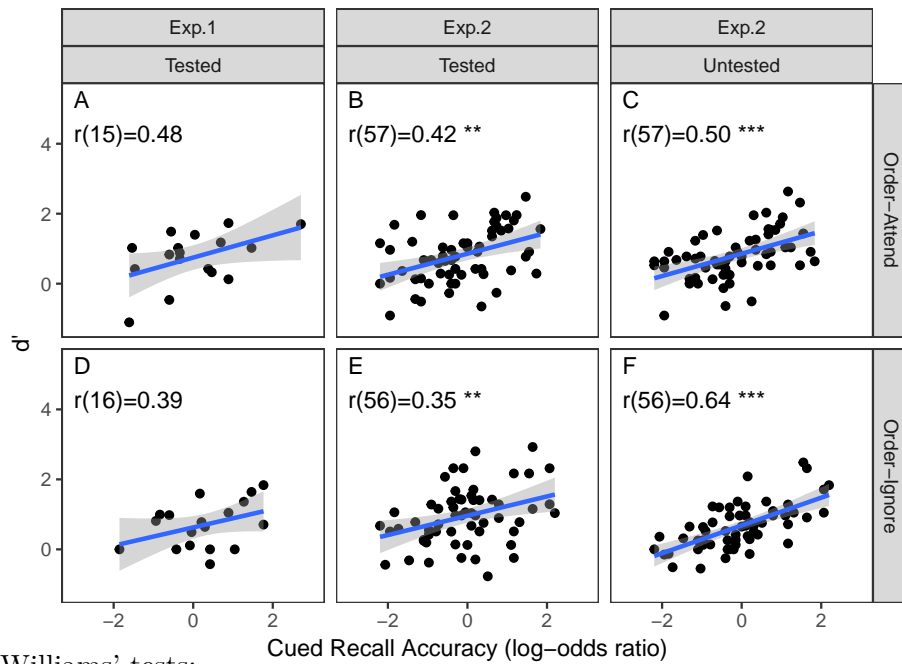 Exp.1 Exp.2 Exp.2
Tested Tested Untested
A B C
r(15)=0.48 r(57)=0.42 ** r(57)=0.50 ***
4
2
0
Order−Attend
d'
D E F
r(16)=0.39 r(56)=0.35 ** r(56)=0.64 ***
4
2
0
Order−Ignore
−2 0 2 −2 0 2 −2 0 2
Cued Recall Accuracy (log−odds ratio)
Williams' tests: